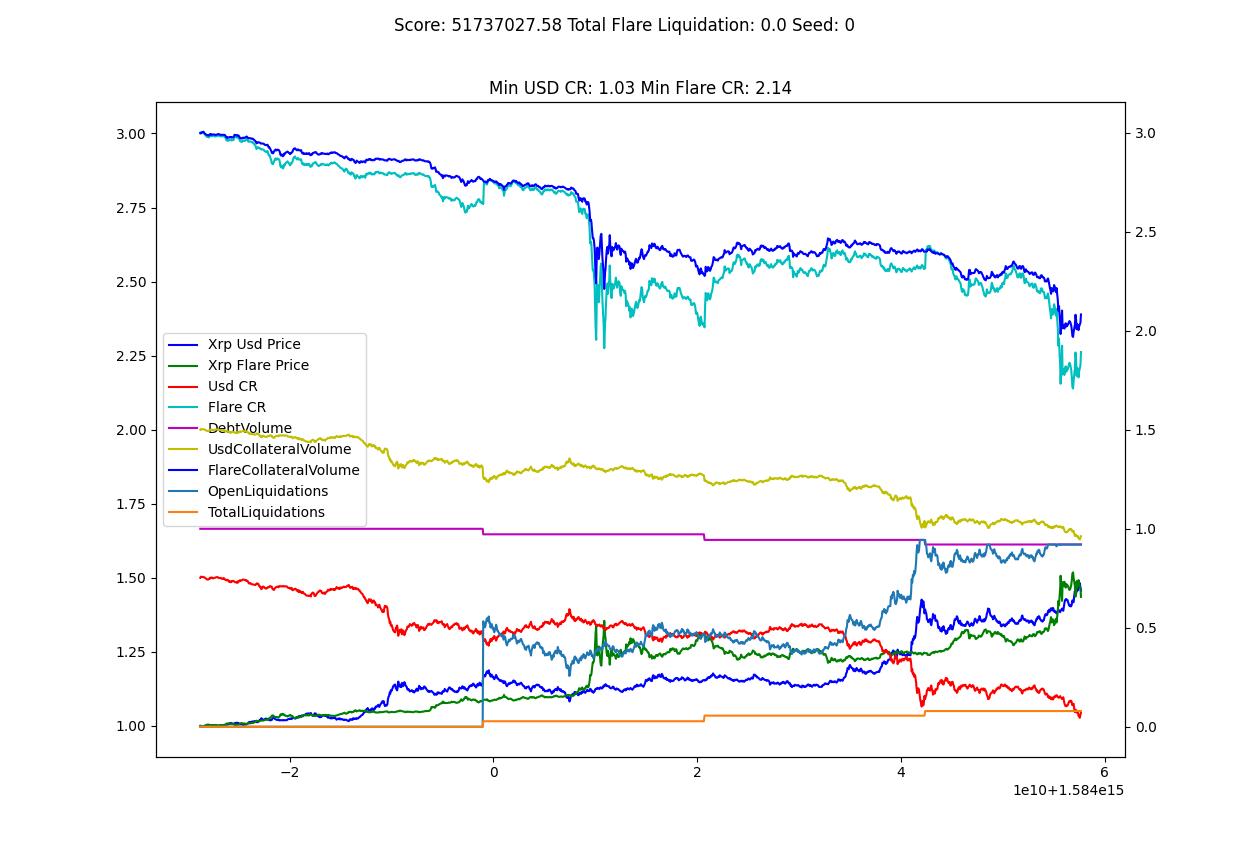 Score: 51737027.58 Total Flare Liquidation: 0.0 Seed: 0
Min USD CR: 1.03 Min Flare CR: 2.14
3.00
2.75
2.50
2.25
2.00
1.75
1.50
1.25
1.00
3.0
2.5
2.0
1.5
1.0
0.5
0.0
Xrp Usd Price
Xrp Flare Price
Usd CR
Flare CR
DebtVolume
UsdCollateralVolume
FlareCollateralVolume
OpenLiquidations
TotalLiquidations
−2 0 2 4 6
1e10+1.584e15